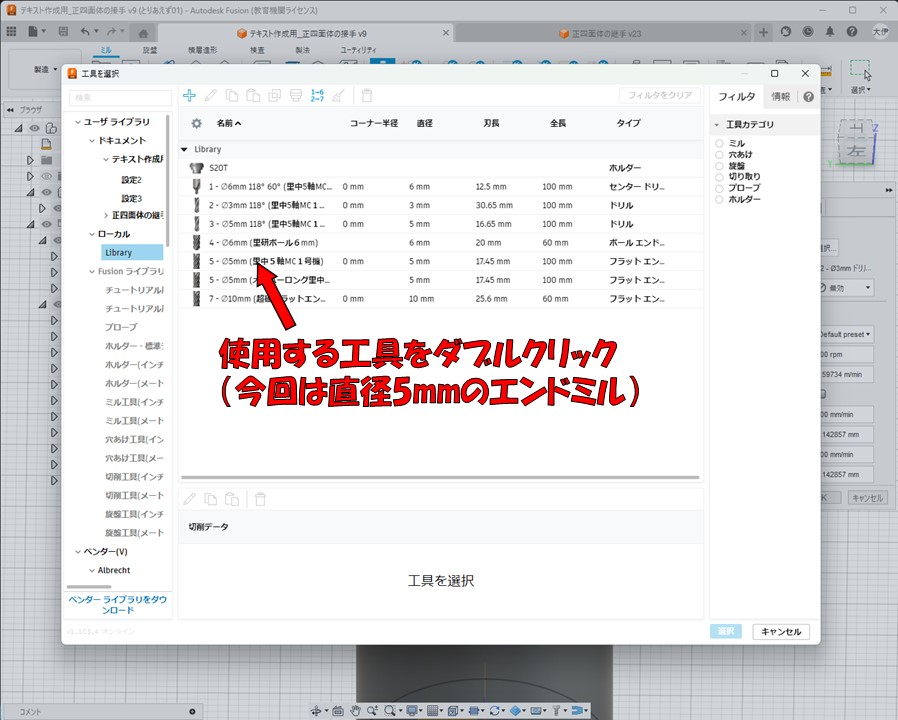 テキスト作成用_正四面体の接手 v9 (とりあえず01) - Autodesk Fusion (教育機関ライセンス)
テキスト作成用_正四面体の接手 v9
正四面体の継手 v23
ミル
旋盤
積層造形
検査
製法
ユーティリティ
製造
選択
ブラウザ
工具を選択
検索
フィルタをクリア
フィルタ
情報
ユーザ ライブラリ
ドキュメント
テキスト作成用
設定2
設定3
正四面体の継手
ローカル
Library
Fusion ライブラリ
チュートリアル
チュートリアル
プローブ
ホルダー - 標準
ホルダー(インチ
ホルダー(メート
ミル工具(インチ
ミル工具(メート
穴あけ工具(イン
穴あけ工具(メー
切削工具(インチ
切削工具(メート
旋盤工具(インチ
旋盤工具(メート
ベンダー(V)
Albrecht
ベンダー ライブラリをダウ
ンロード
名前 コーナー半径 直径 刃長 全長 タイプ
Library
S20T ホルダー
1 - ∅6mm 118° 60° (里中5軸MC... 0 mm 6 mm 12.5 mm 100 mm センター ドリ...
2 - ∅3mm 118° (里中5軸MC 1 ... 0 mm 3 mm 30.65 mm 100 mm ドリル
3 - ∅5mm 118° (里中5軸MC 1 ... 0 mm 5 mm 16.65 mm 100 mm ドリル
4 - ∅6mm (里研ボール 6 mm) 6 mm 20 mm 60 mm ボール エンド...
5 - ∅5mm (里中 5 軸MC 1 号機) 0 mm 5 mm 17.45 mm 100 mm フラット エン...
5 - ∅5mm ーロング里中... 5 mm 17.45 mm 100 mm フラット エン...
7 - ∅10mm (超硬フラットエン... 0 mm 10 mm 25.6 mm 60 mm フラット エン...
使用する工具をダブルクリック
（今回は直径5mmのエンドミル）
切削データ
工具を選択
工具カテゴリ
ミル
穴あけ
旋盤
切り取り
プローブ
ホルダー
選択
キャンセル
左
Z
Y
2 - ∅3mm ドリ...
無効
Default preset
00 rpm
.59734 m/min
00 mm/min
.142857 mm
00 mm/min
.142857 mm
キャンセル
コメント